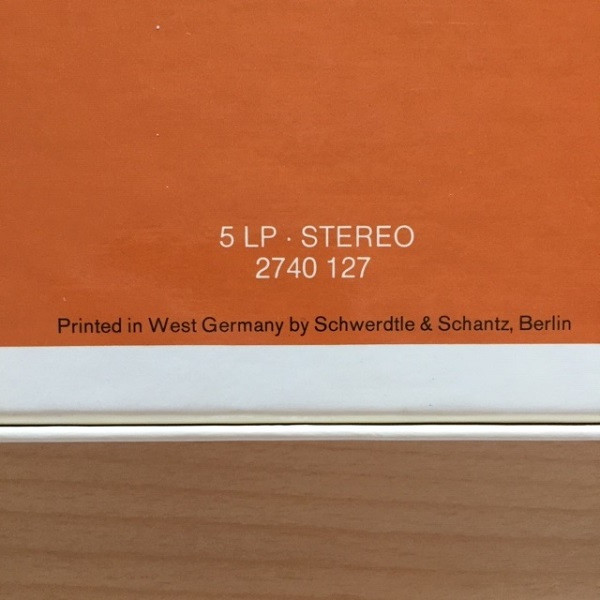 5 LP · STEREO
2740 127
Printed in West Germany by Schwerdtle & Schantz, Berlin